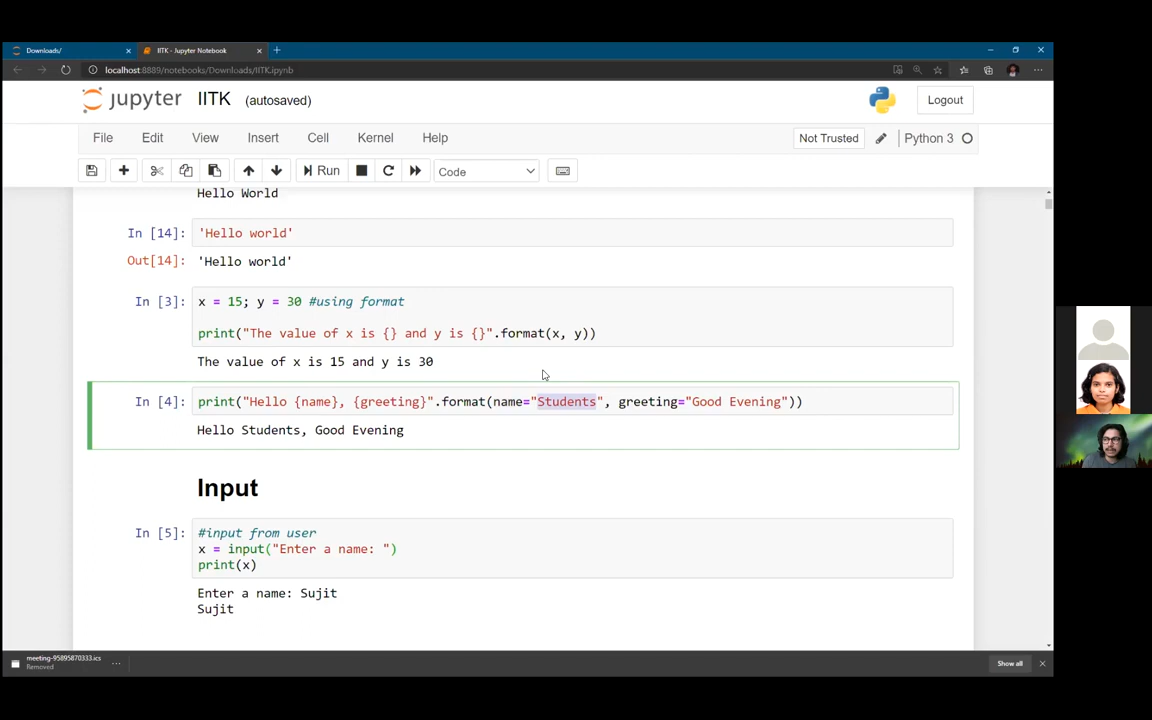 Downloads/
IITK - Jupyter Notebook
localhost:8889/notebooks/Downloads/IITK.ipynb
jupyter IITK (autosaved)
Logout
File Edit View Insert Cell Kernel Help
Not Trusted
Python 3
Run
Code
Hello World
In [14]: 'Hello world'
Out[14]: 'Hello world'
In [3]: x = 15; y = 30 #using format
print("The value of x is {} and y is {}".format(x, y))
The value of x is 15 and y is 30
In [4]: print("Hello {name}, {greeting}".format(name="Students", greeting="Good Evening"))
Hello Students, Good Evening
Input
In [5]: #input from user
x = input("Enter a name: ")
print(x)
Enter a name: Sujit
Sujit
meeting-95895870333.ics
Removed
Show all